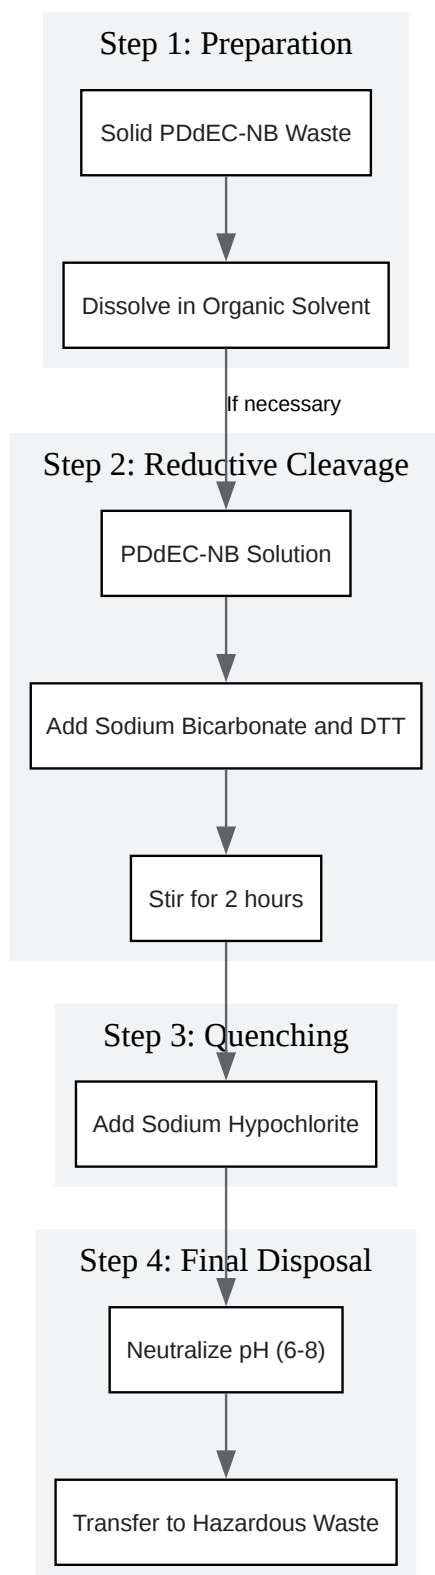 Step 1: Preparation
Solid PDdEC-NB Waste
Dissolve in Organic Solvent
If necessary
Step 2: Reductive Cleavage
PDdEC-NB Solution
Add Sodium Bicarbonate and DTT
Stir for 2 hours
Step 3: Quenching
Add Sodium Hypochlorite
Step 4: Final Disposal
Neutralize pH (6-8)
Transfer to Hazardous Waste